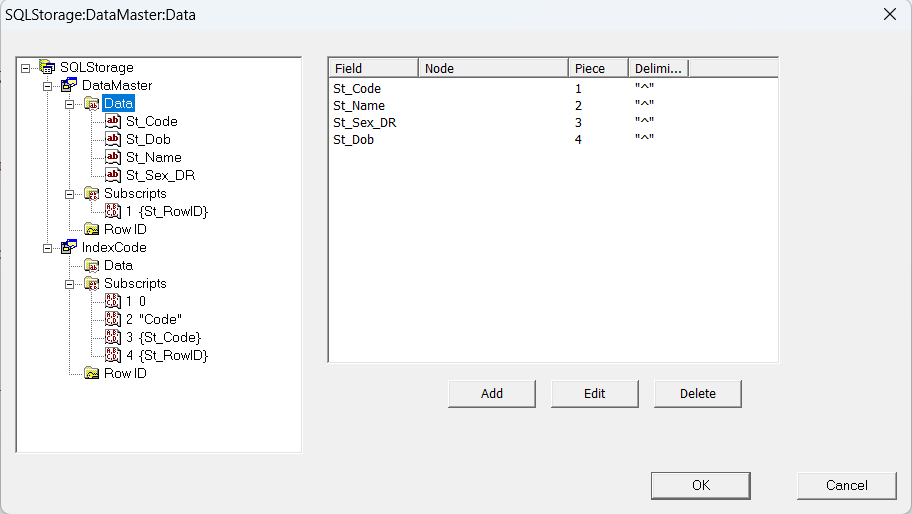 SQLStorage:DataMaster:Data
SQLStorage
DataMaster
Data
St_Code
St_Dob
St_Name
St_Sex_DR
Subscripts
1 {St_RowID}
Row ID
IndexCode
Data
Subscripts
1 0
2 "Code"
3 {St_Code}
4 {St_RowID}
Row ID
Field Node Piece Delimi...
St_Code 1 "^"
St_Name 2 "^"
St_Sex_DR 3 "^"
St_Dob 4 "^"
Add Edit Delete
OK Cancel